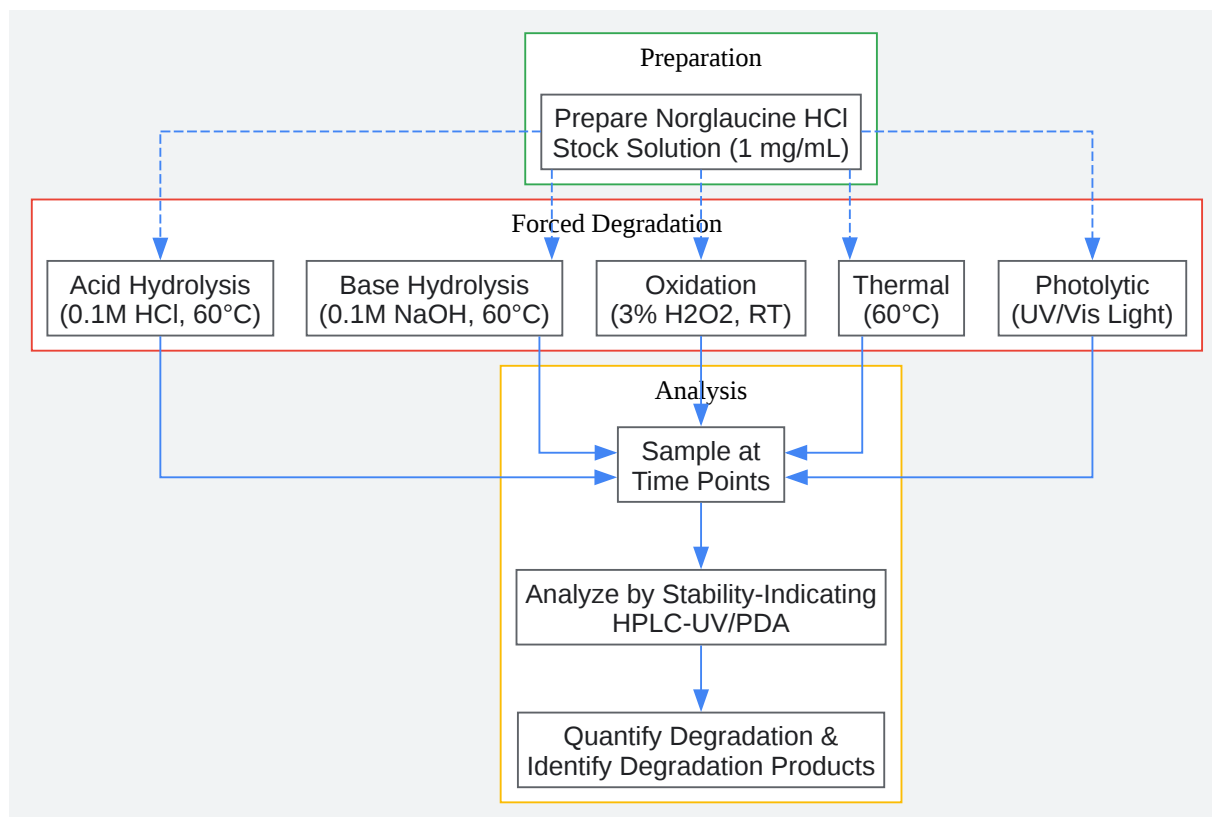 Preparation
Prepare Norglaucine HCl
Stock Solution (1 mg/mL)
Forced Degradation
Acid Hydrolysis
(0.1M HCl, 60°C)
Base Hydrolysis
(0.1M NaOH, 60°C)
Oxidation
(3% H2O2, RT)
Thermal
(60°C)
Photolytic
(UV/Vis Light)
Analysis
Sample at
Time Points
Analyze by Stability-Indicating
HPLC-UV/PDA
Quantify Degradation &
Identify Degradation Products